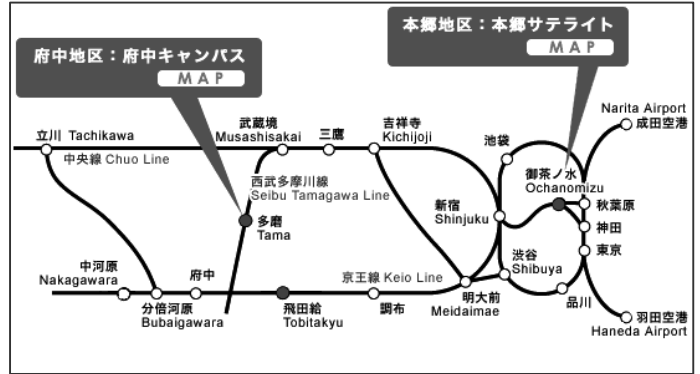 本郷地区：本郷サテライト
MAP
府中地区：府中キャンパス
MAP
Narita Airport
成田空港
立川 Tachikawa
武蔵境
Musashisakai
三鷹
吉祥寺
Kichijoji
池袋
御茶ノ水
Ochanomizu
中央線 Chuo Line
西武多摩川線
Seibu Tamagawa Line
新宿
Shinjuku
秋葉原
神田
多磨
Tama
東京
渋谷
Shibuya
中河原
Nakagawara
府中
京王線 Keio Line
分倍河原
Bubaigawara
飛田給
Tobitakyu
調布
明大前
Meidaimae
品川
羽田空港
Haneda Airport